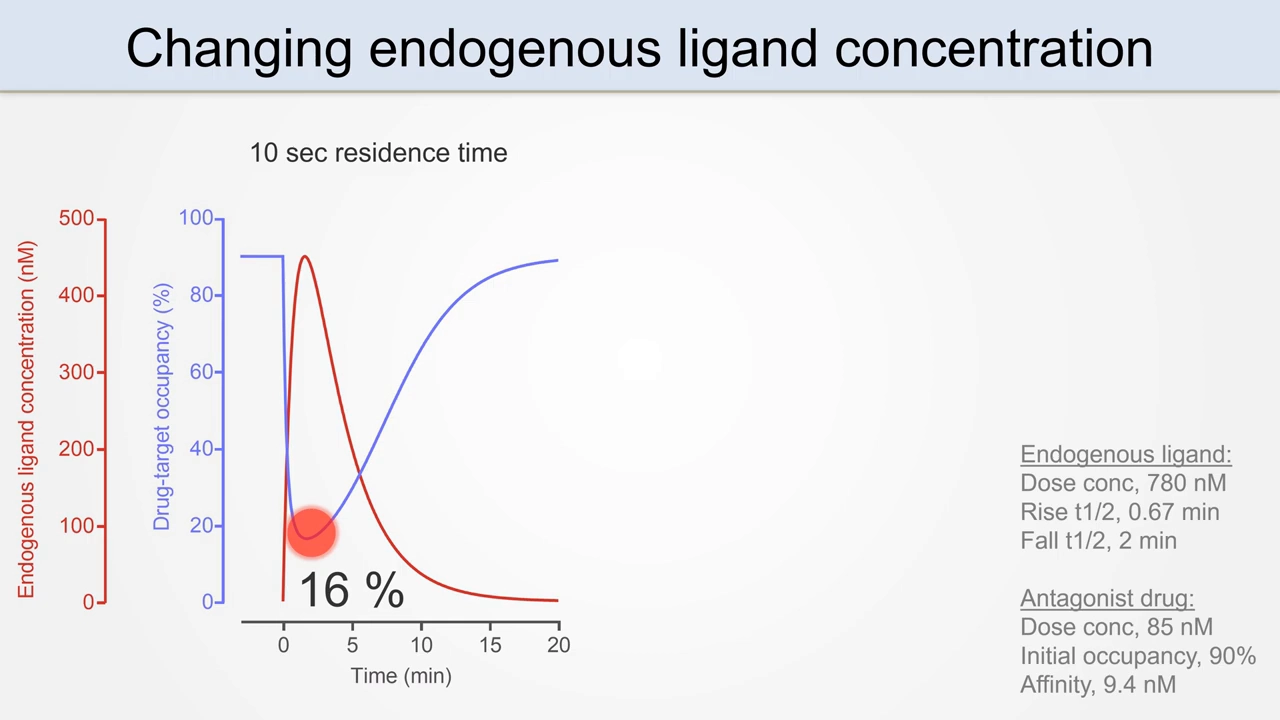 Changing endogenous ligand concentration
10 sec residence time
Endogenous ligand concentration (nM)
500
400
300
200
100
0
Drug-target occupancy (%)
100
80
60
40
20
0
16 %
0 5 10 15 20
Time (min)
Endogenous ligand:
Dose conc, 780 nM
Rise t1/2, 0.67 min
Fall t1/2, 2 min
Antagonist drug:
Dose conc, 85 nM
Initial occupancy, 90%
Affinity, 9.4 nM